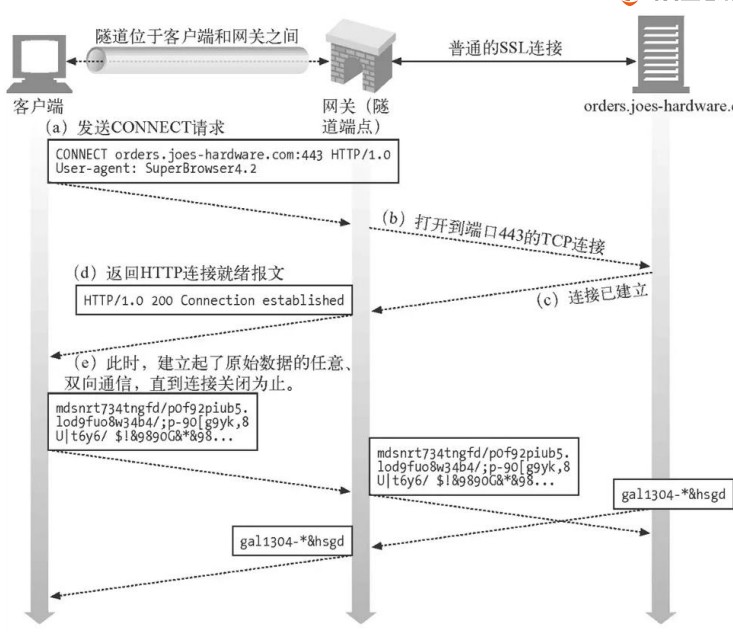 隧道位于客户端和网关之间
普通的SSL连接
客户端
网关（隧
道端点）
orders.joes-hardware.
(a) 发送CONNECT请求
CONNECT orders.joes-hardware.com:443 HTTP/1.0
User-agent: SuperBrowser4.2
(b) 打开到端口443的TCP连接
(c) 连接已建立
(d) 返回HTTP连接就绪报文
HTTP/1.0 200 Connection established
(e) 此时，建立起了原始数据的任意、
双向通信，直到连接关闭为止。
mdsnrt734tngfd/p0f92piub5.
lod9fuo8w34b4/;p-90[g9yk,8
U|t6y6/ $!&9890G&*&98...
mdsnrt734tngfd/p0f92piub5.
lod9fuo8w34b4/;p-90[g9yk,8
U|t6y6/ $!&9890G&*&98...
gal1304-*&hsgd
gal1304-*&hsgd